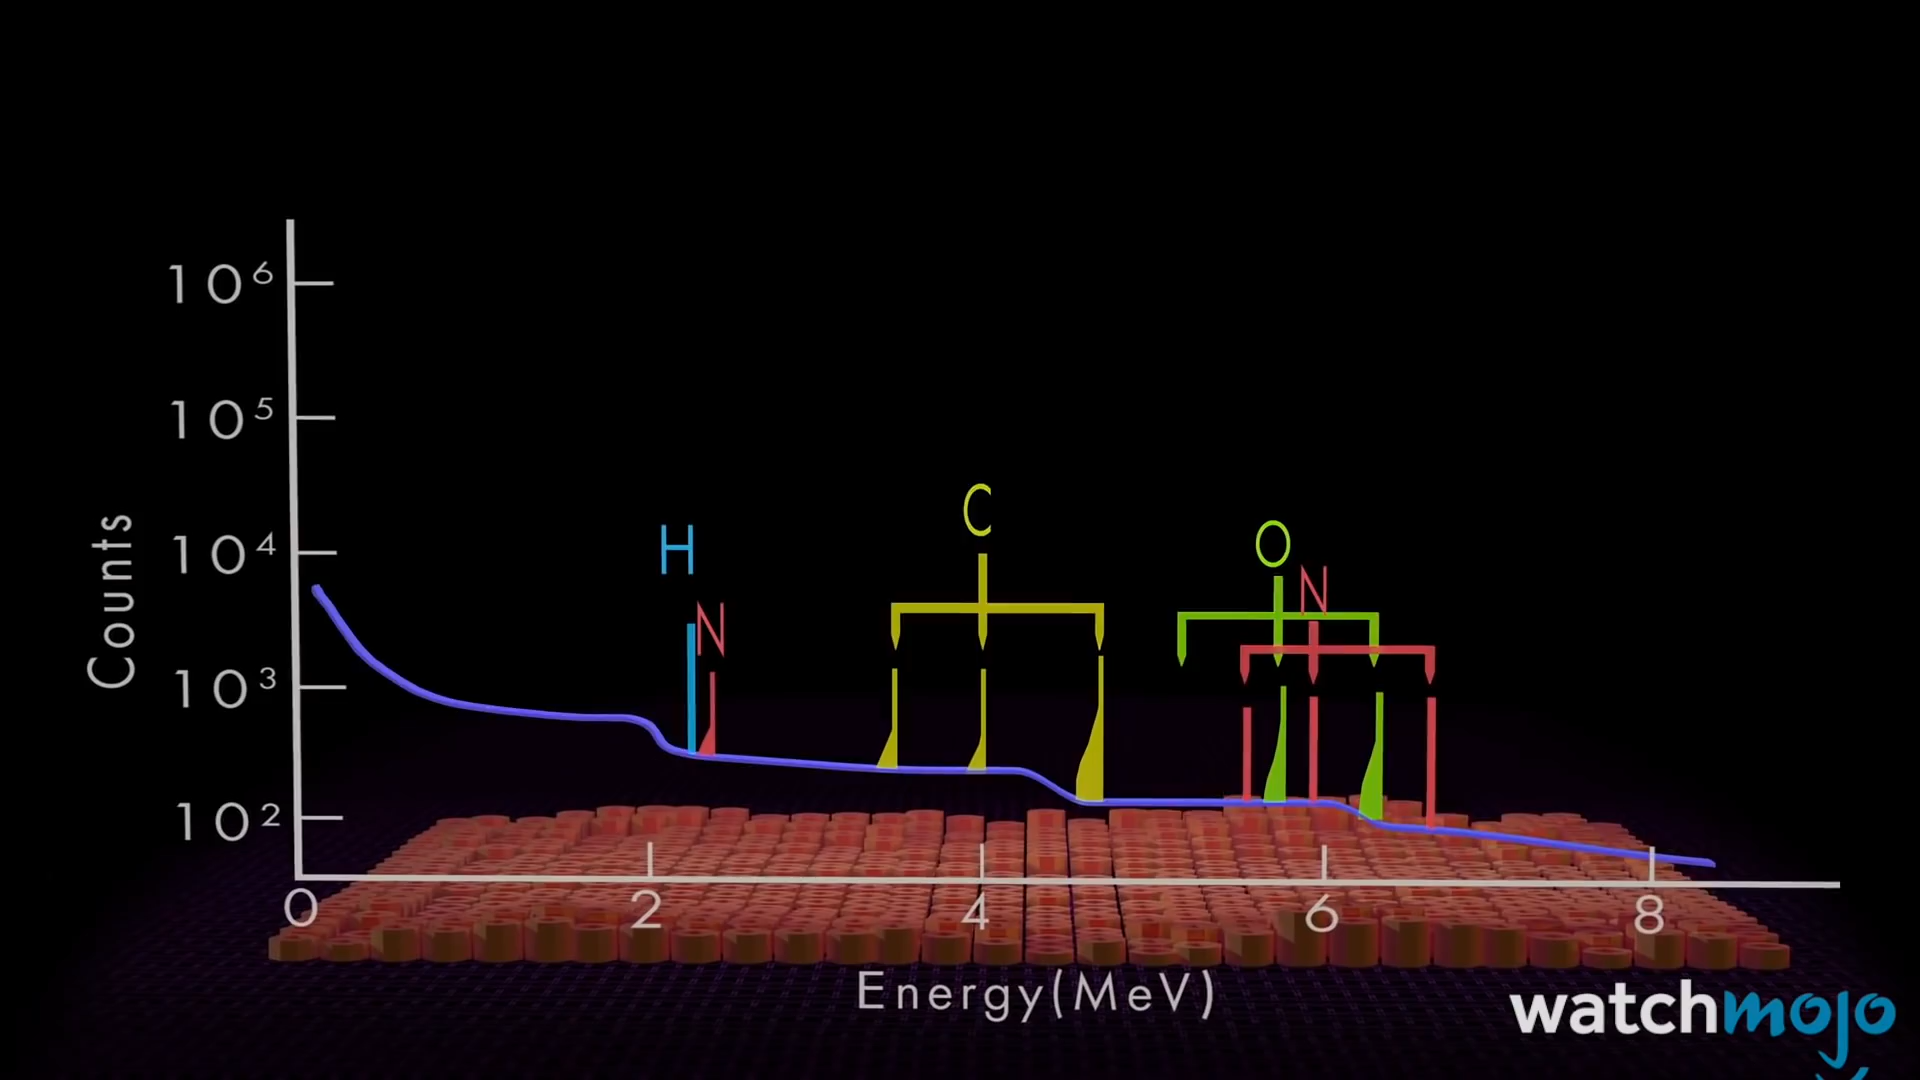 10⁶
10⁵
10⁴
10³
10²
Counts
H
N
C
O
N
0 2 4 6 8
Energy(MeV)
watchmojo